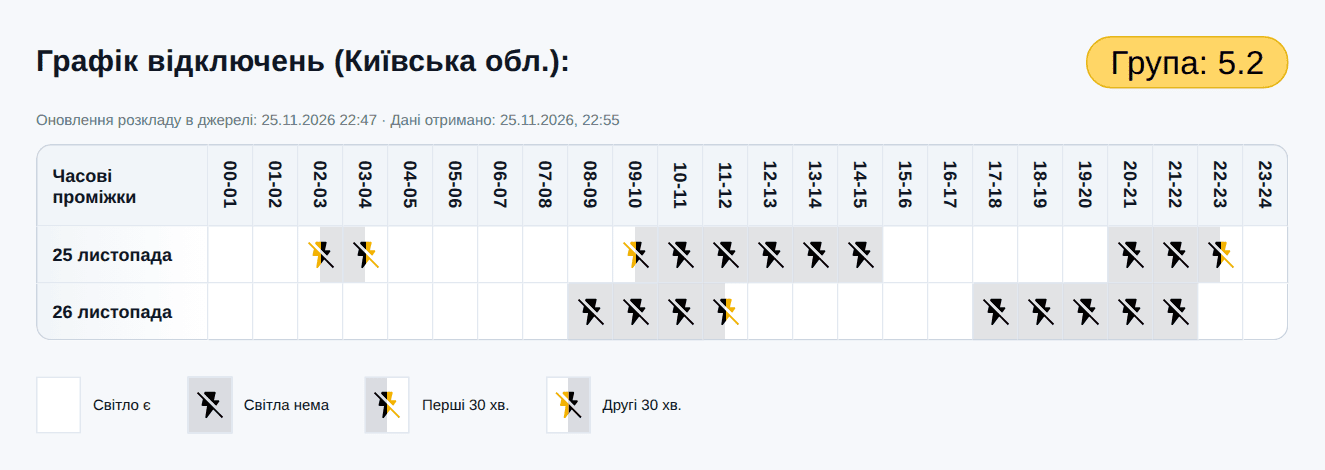 Графік відключень (Київська обл.):
Група: 5.2
Оновлення розкладу в джерелі: 25.11.2026 22:47 · Дані отримано: 25.11.2026, 22:55
Часові
проміжки
00-01
01-02
02-03
03-04
04-05
05-06
06-07
07-08
08-09
09-10
10-11
11-12
12-13
13-14
14-15
15-16
16-17
17-18
18-19
19-20
20-21
21-22
22-23
23-24
25 листопада
26 листопада
Світло є
Світла нема
Перші 30 хв.
Другі 30 хв.